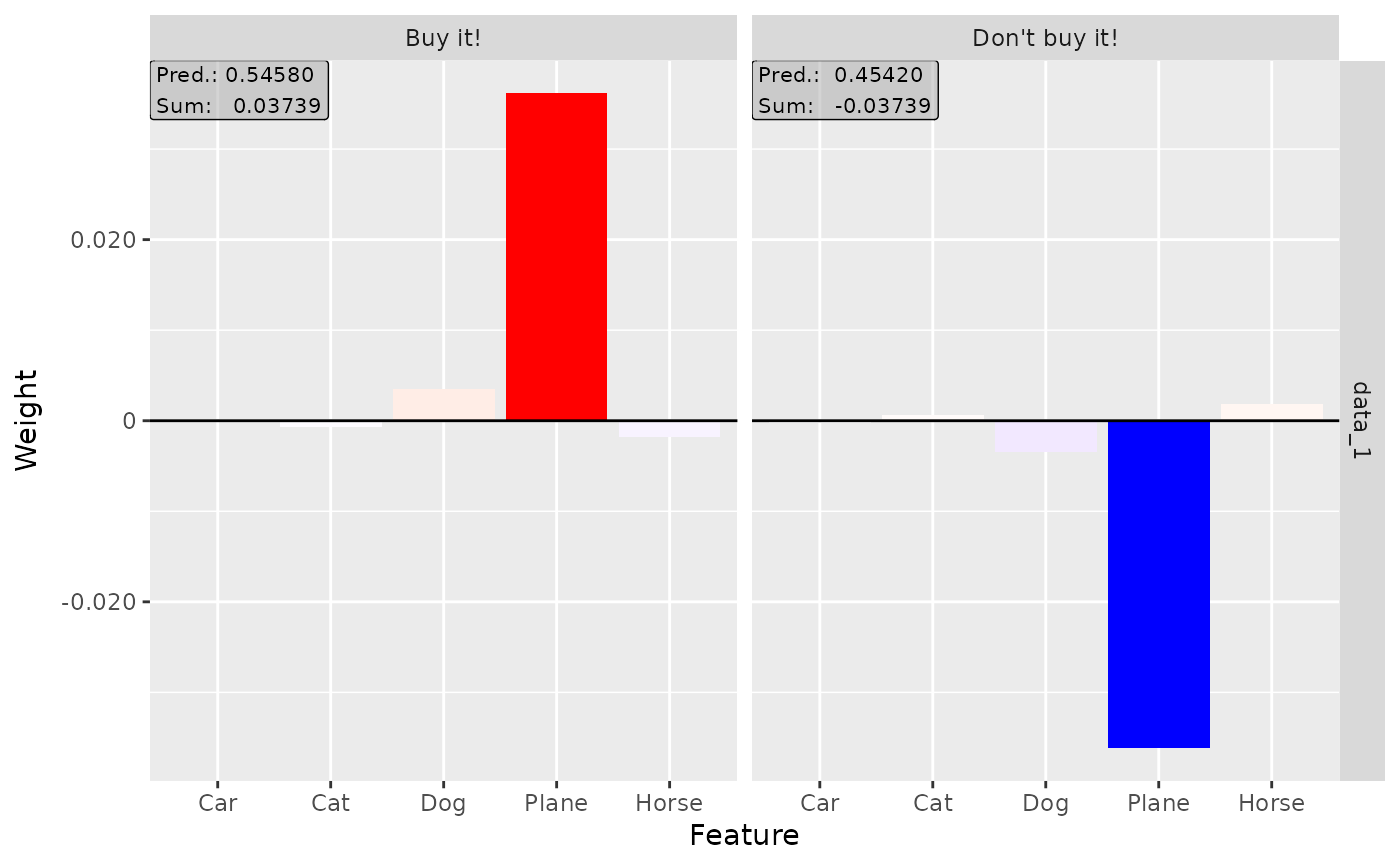 Buy it!
Don't buy it!
Pred.: 0.54580
Sum: 0.03739
Pred.: 0.45420
Sum: -0.03739
Weight
0.020
0
-0.020
data_1
Car Cat Dog Plane Horse
Car Cat Dog Plane Horse
Feature